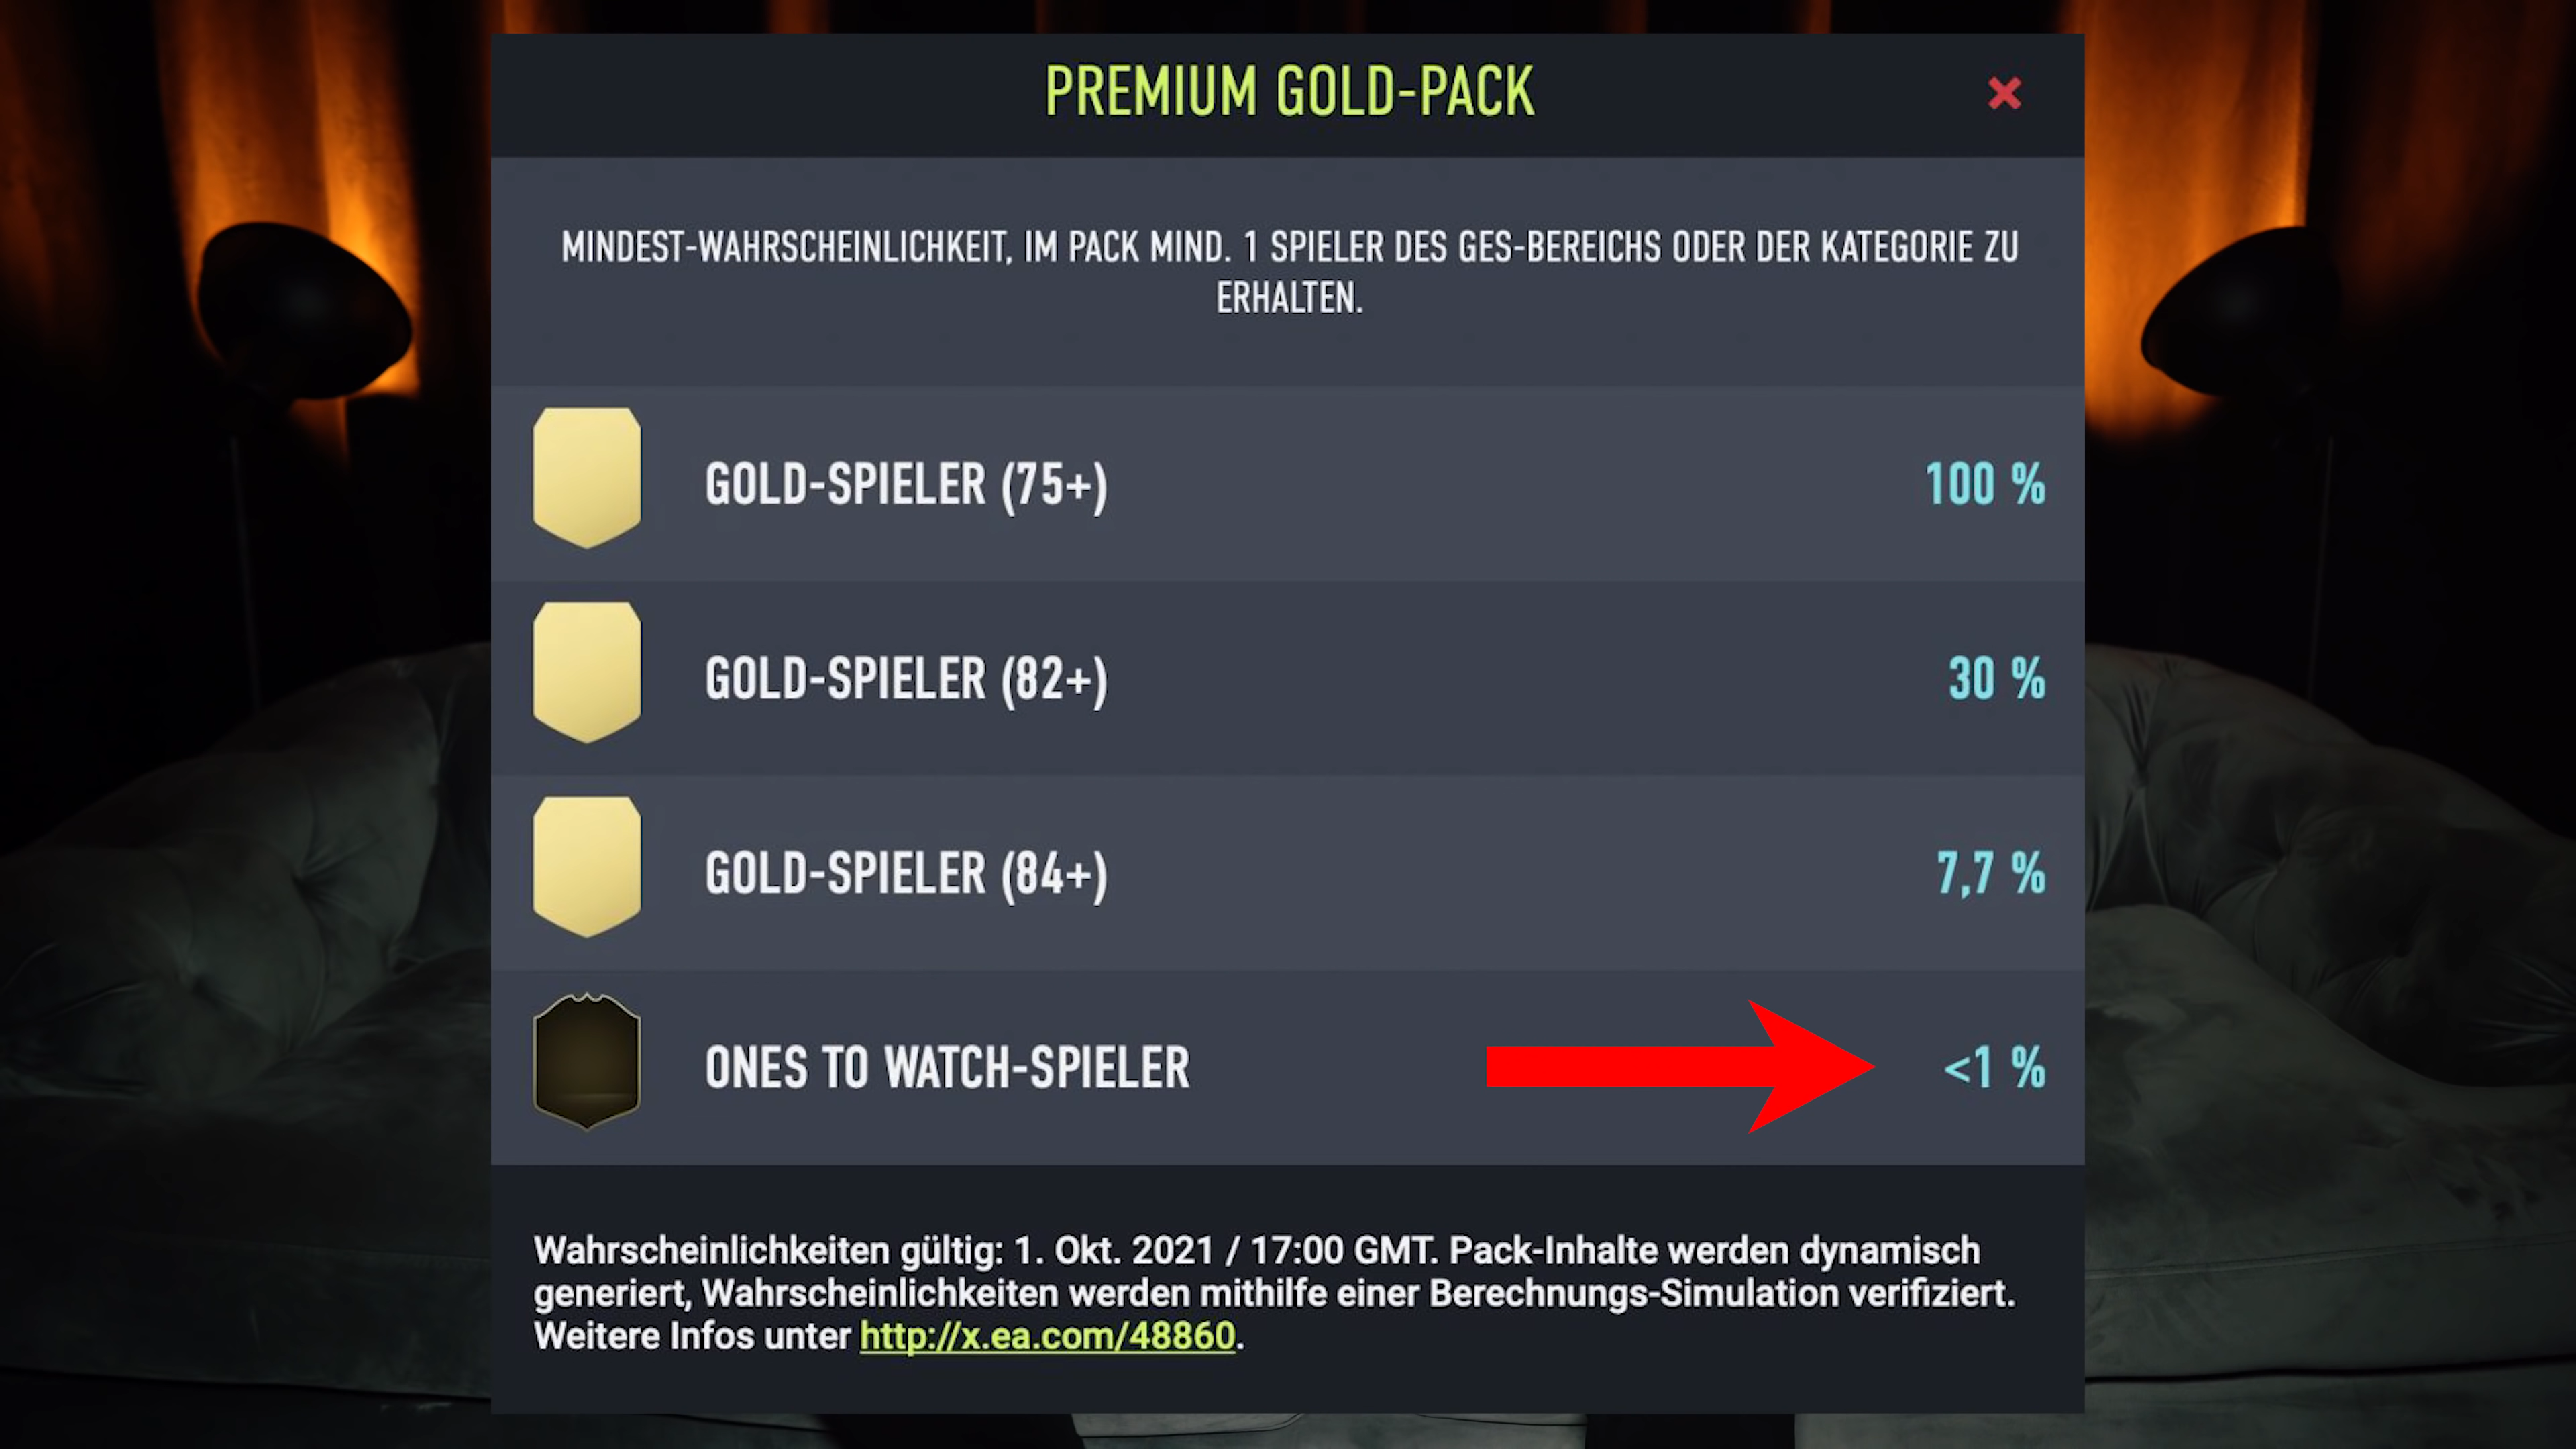 PREMIUM GOLD-PACK
MINDEST-WAHRSCHEINLICHKEIT, IM PACK MIND. 1 SPIELER DES GES-BEREICHS ODER DER KATEGORIE ZU
ERHALTEN.
GOLD-SPIELER (75+) 100 %
GOLD-SPIELER (82+) 30 %
GOLD-SPIELER (84+) 7,7 %
ONES TO WATCH-SPIELER <1 %
Wahrscheinlichkeiten gültig: 1. Okt. 2021 / 17:00 GMT. Pack-Inhalte werden dynamisch
generiert, Wahrscheinlichkeiten werden mithilfe einer Berechnungs-Simulation verifiziert.
Weitere Infos unter http://x.ea.com/48860.